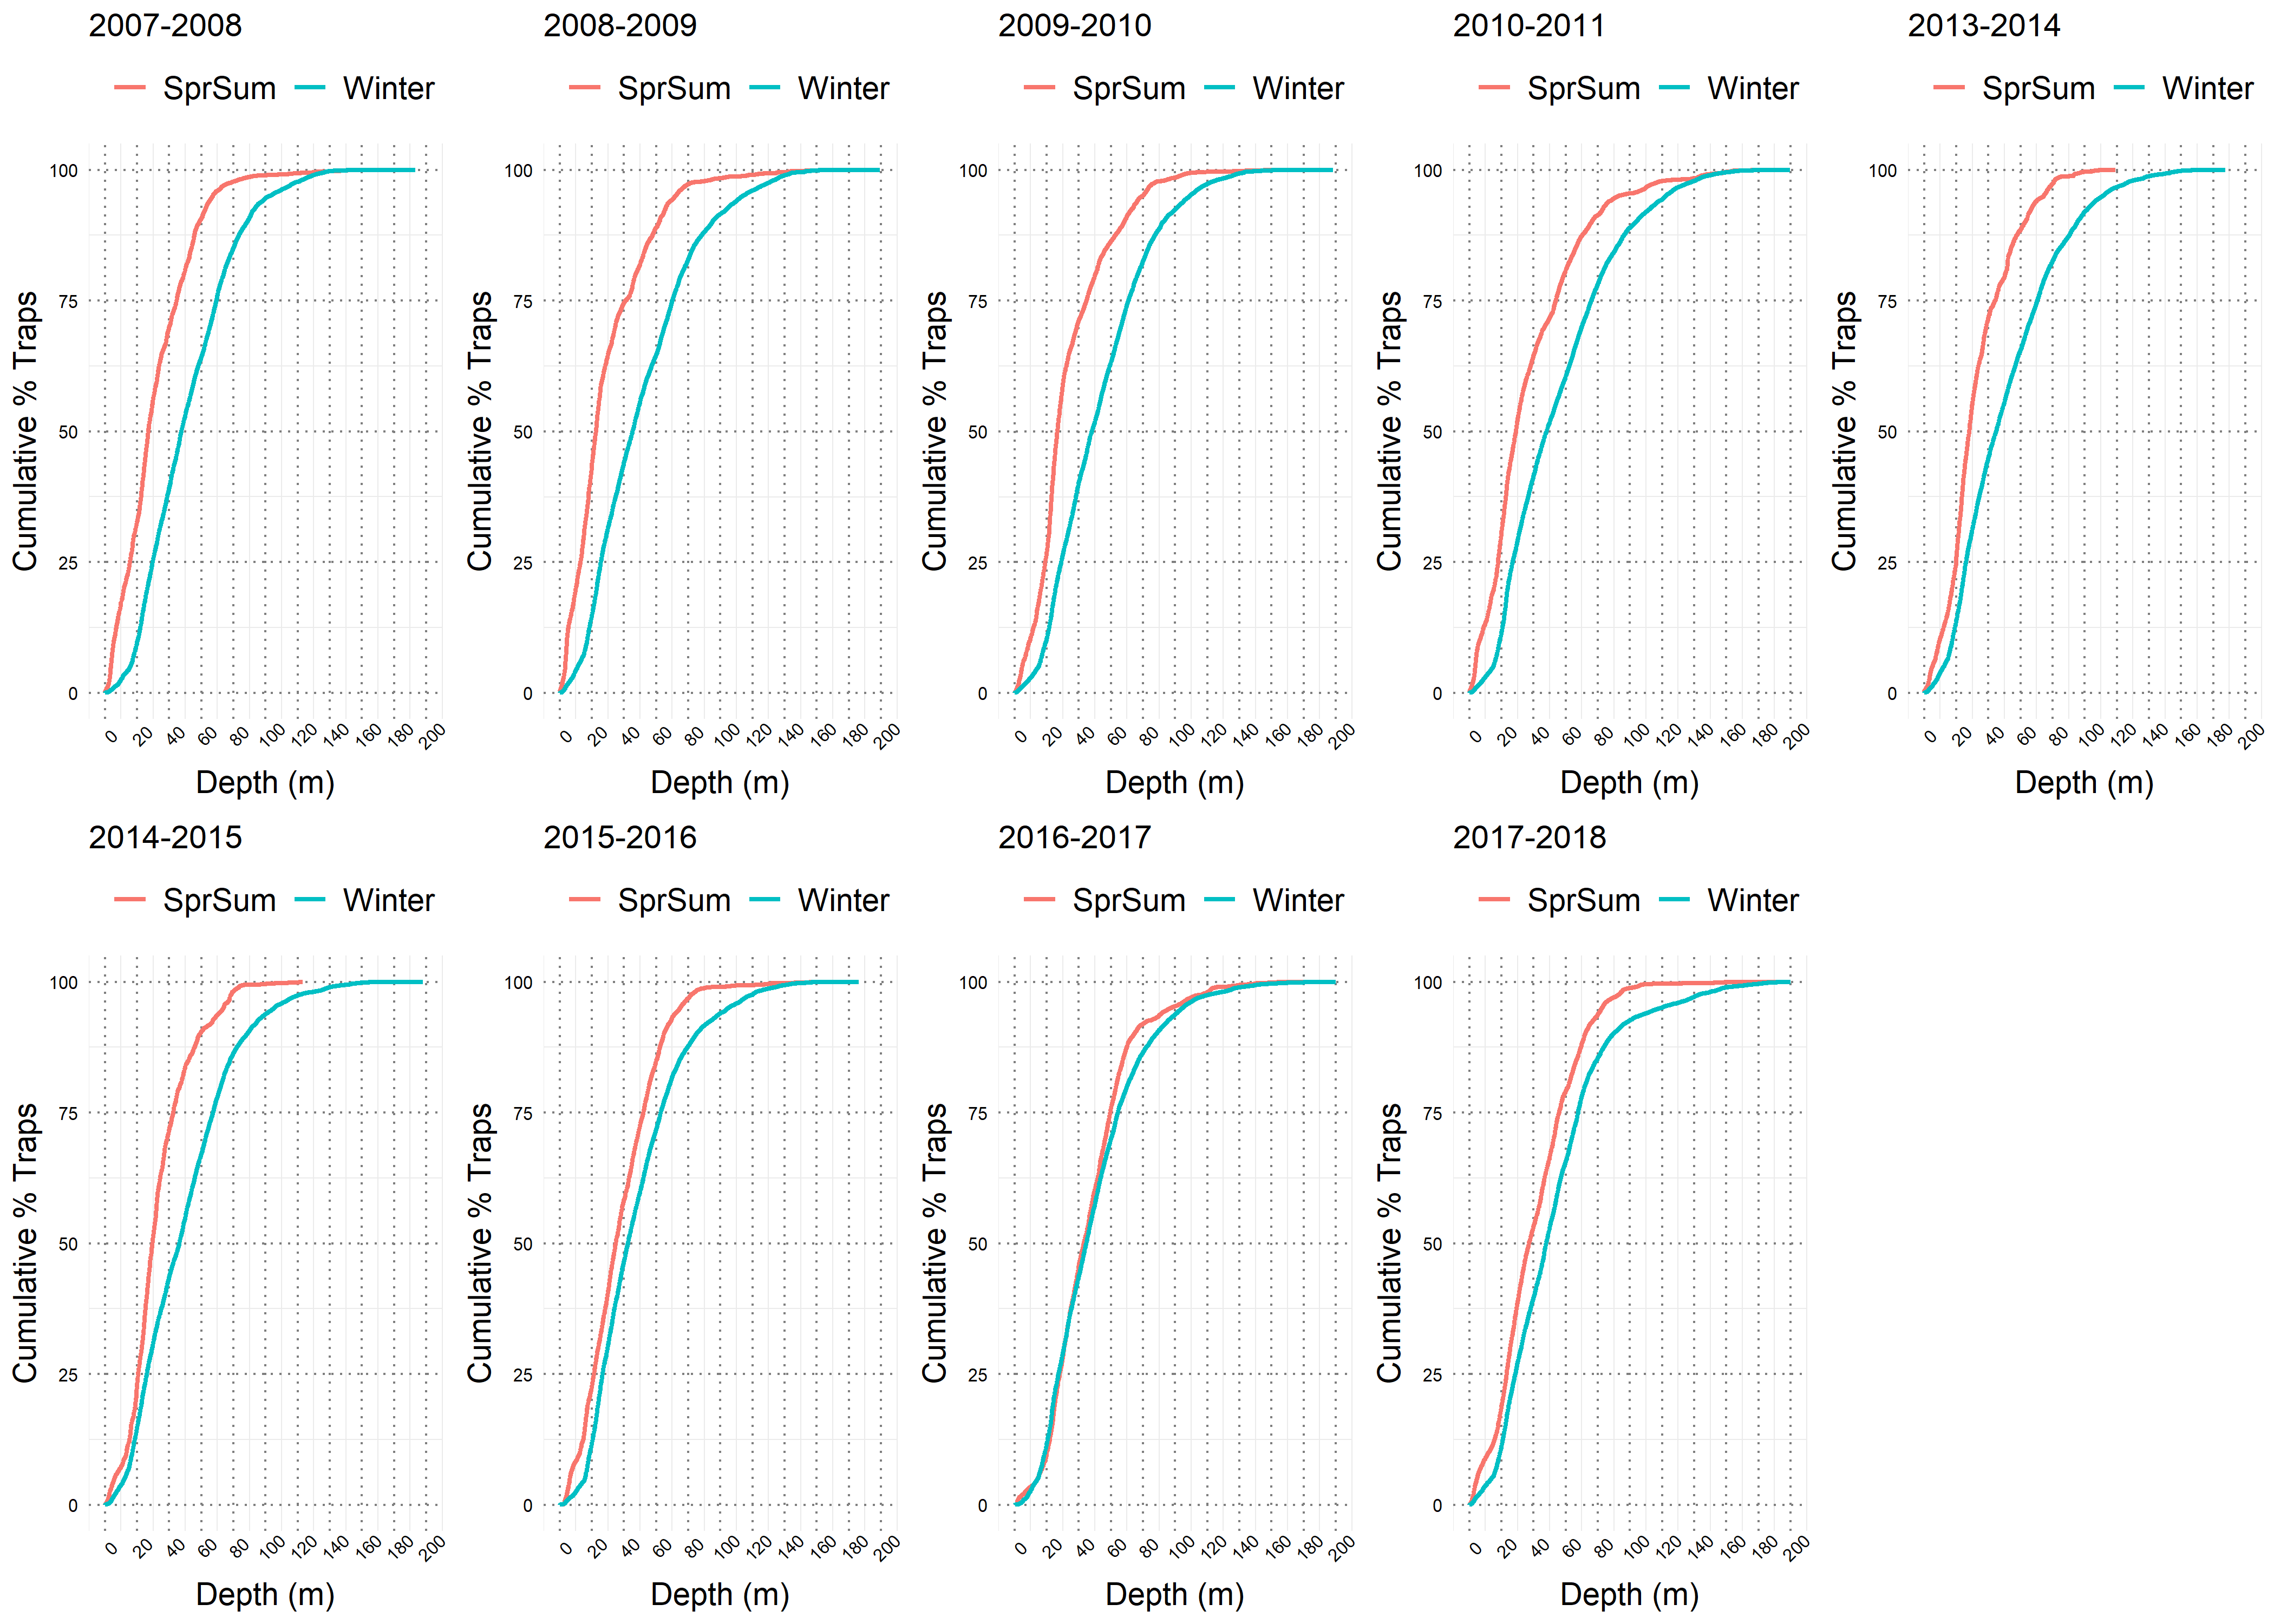 2007-2008 2008-2009 2009-2010 2010-2011 2013-2014
SprSum Winter SprSum Winter SprSum Winter SprSum Winter SprSum Winter
100 100 100 100 100
75 75 75 75 75
50 50 50 50 50
25 25 25 25 25
0 0 0 0 0
Cumulative % Traps Cumulative % Traps Cumulative % Traps Cumulative % Traps Cumulative % Traps
0 20 40 60 80 100 120 140 160 180 200 0 20 40 60 80 100 120 140 160 180 200 0 20 40 60 80 100 120 140 160 180 200 0 20 40 60 80 100 120 140 160 180 200 0 20 40 60 80 100 120 140 160 180 200
Depth (m) Depth (m) Depth (m) Depth (m) Depth (m)
2014-2015 2015-2016 2016-2017 2017-2018
SprSum Winter SprSum Winter SprSum Winter SprSum Winter
100 100 100 100
75 75 75 75
50 50 50 50
25 25 25 25
0 0 0 0
Cumulative % Traps Cumulative % Traps Cumulative % Traps Cumulative % Traps
0 20 40 60 80 100 120 140 160 180 200 0 20 40 60 80 100 120 140 160 180 200 0 20 40 60 80 100 120 140 160 180 200 0 20 40 60 80 100 120 140 160 180 200
Depth (m) Depth (m) Depth (m) Depth (m)